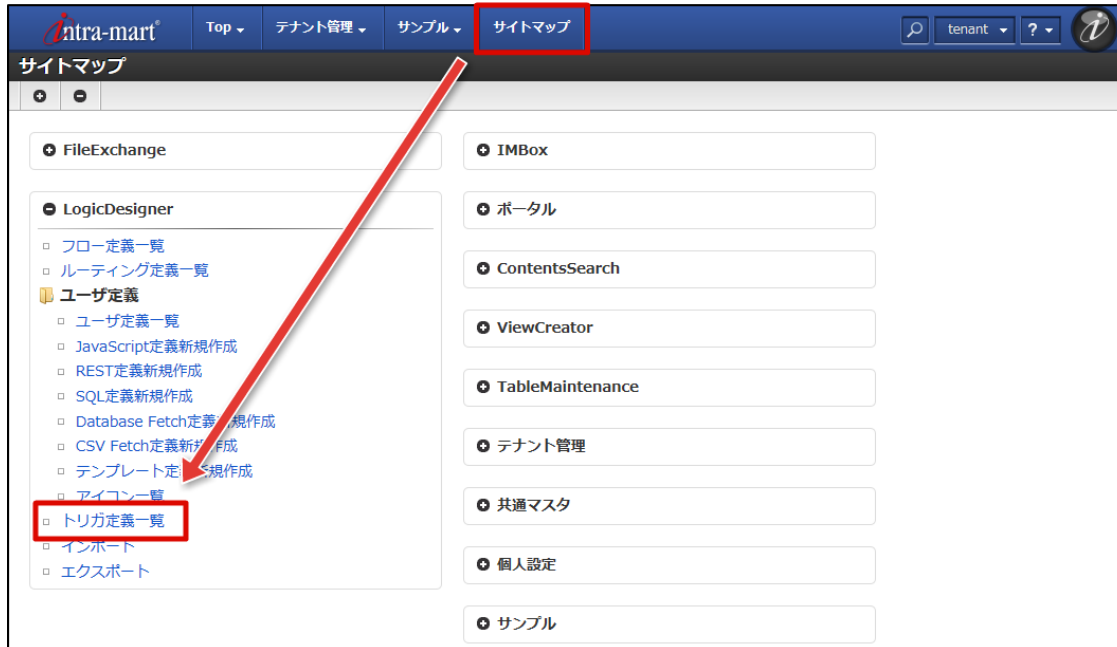 intra-mart® Top テナント管理 サンプル サイトマップ tenant ?
サイトマップ
FileExchange
LogicDesigner
フロー定義一覧
ルーティング定義一覧
ユーザ定義
ユーザ定義一覧
JavaScript定義新規作成
REST定義新規作成
SQL定義新規作成
Database Fetch定義新規作成
CSV Fetch定義新規作成
テンプレート定義新規作成
アイコン一覧
トリガ定義一覧
インポート
エクスポート
IMBox
ポータル
ContentsSearch
ViewCreator
TableMaintenance
テナント管理
共通マスタ
個人設定
サンプル